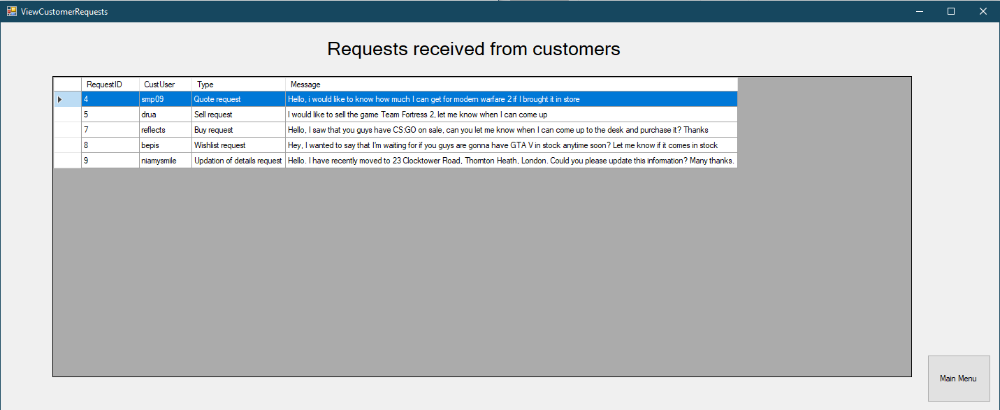 ViewCustomerRequests
Requests received from customers
RequestID CustUser Type Message
4 smp09 Quote request Hello, i would like to know how much I can get for modern warfare 2 if I brought it in store
5 drua Sell request I would like to sell the game Team Fortress 2, let me know when I can come up
7 reflects Buy request Hello, I saw that you guys have CS:GO on sale, can you let me know when I can come up to the desk and purchase it? Thanks
8 bepis Wishlist request Hey, I wanted to say that I'm waiting for if you guys are gonna have GTA V in stock anytime soon? Let me know if it comes in stock
9 niamysmile Updation of details request Hello. I have recently moved to 23 Clocktower Road, Thornton Heath, London. Could you please update this information? Many thanks.
Main Menu